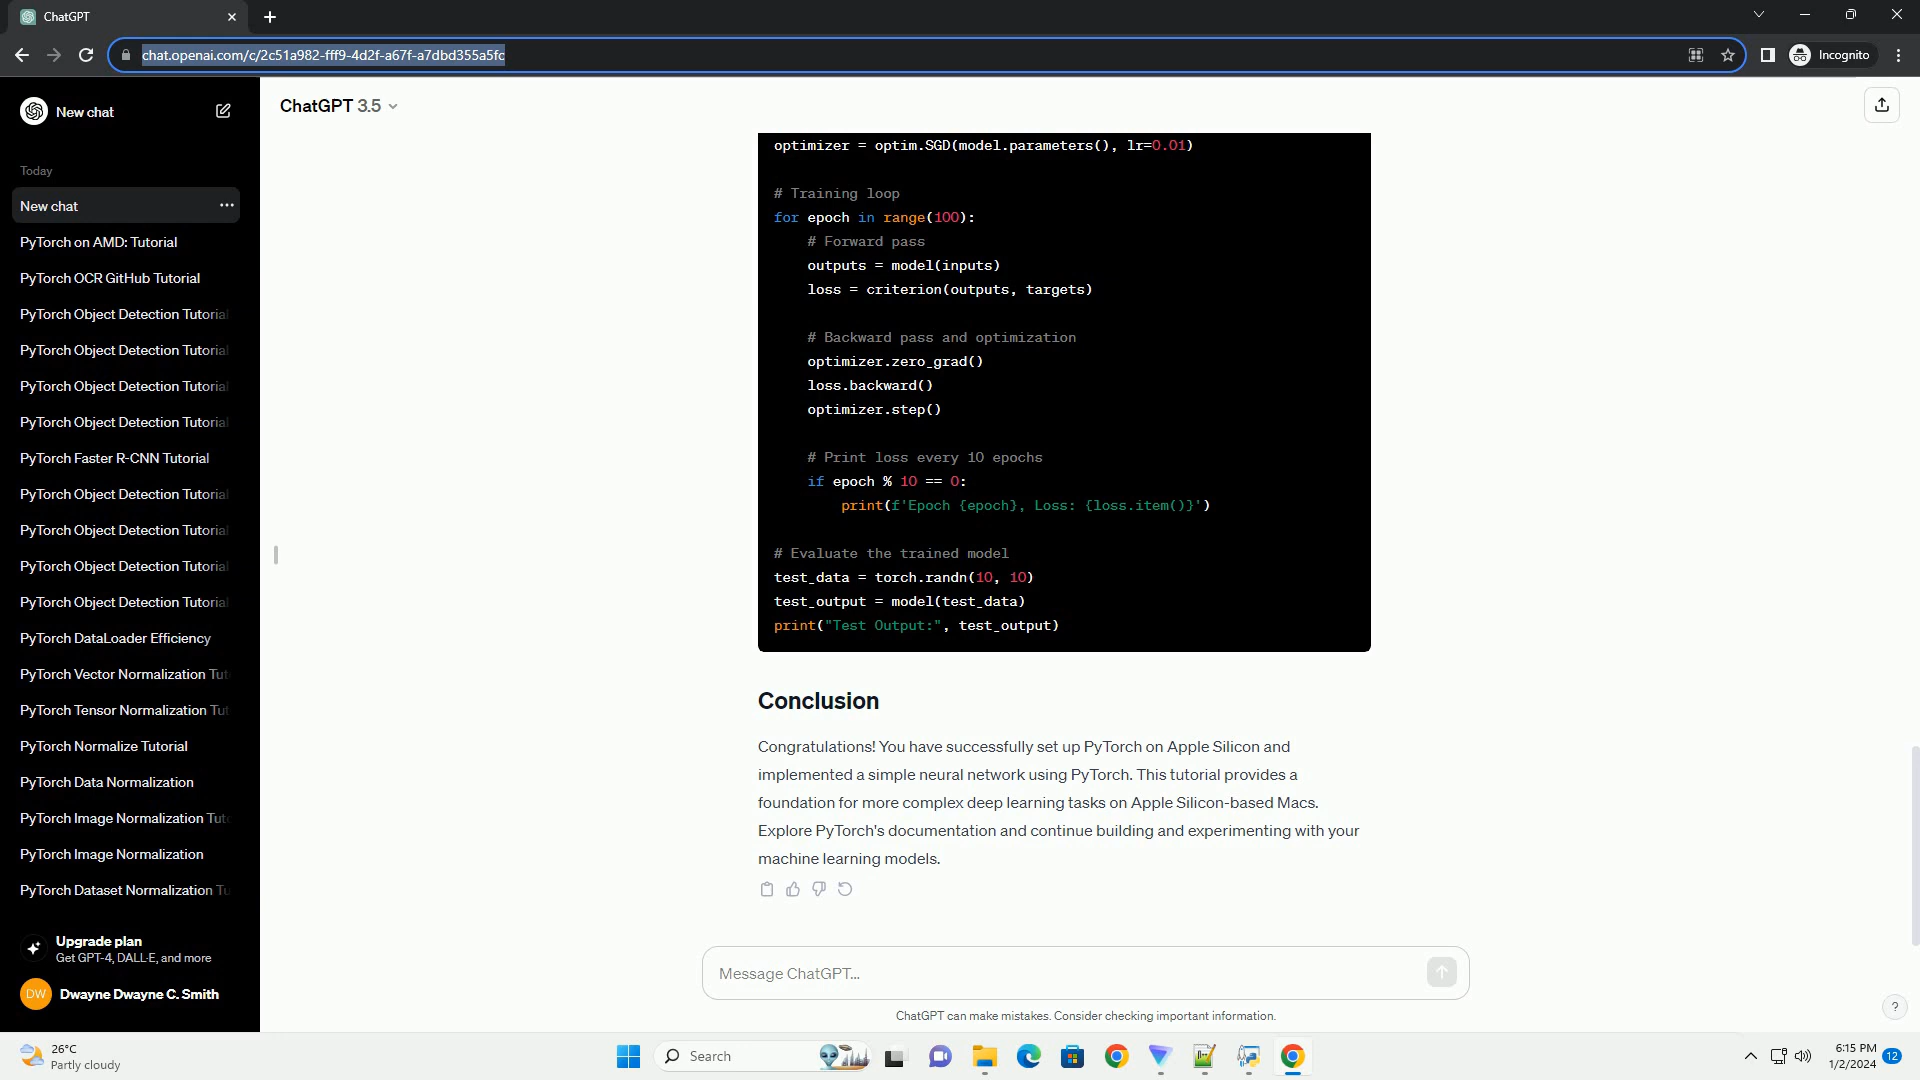 ChatGPT
chat.openai.com/c/2c51a982-fff9-4d2f-a67f-a7dbd355a5fc
Incognito
New chat
ChatGPT 3.5
Today
New chat
PyTorch on AMD: Tutorial
PyTorch OCR GitHub Tutorial
PyTorch Object Detection Tutorial
PyTorch Object Detection Tutorial
PyTorch Object Detection Tutorial
PyTorch Object Detection Tutorial
PyTorch Faster R-CNN Tutorial
PyTorch Object Detection Tutorial
PyTorch Object Detection Tutorial
PyTorch Object Detection Tutorial
PyTorch Object Detection Tutorial
PyTorch DataLoader Efficiency
PyTorch Vector Normalization Tut
PyTorch Tensor Normalization Tut
PyTorch Normalize Tutorial
PyTorch Data Normalization
PyTorch Image Normalization Tuto
PyTorch Image Normalization
PyTorch Dataset Normalization Tu
Upgrade plan
Get GPT-4, DALL·E, and more
DW
Dwayne Dwayne C. Smith
optimizer = optim.SGD(model.parameters(), lr=0.01)
# Training loop
for epoch in range(100):
# Forward pass
outputs = model(inputs)
loss = criterion(outputs, targets)
# Backward pass and optimization
optimizer.zero_grad()
loss.backward()
optimizer.step()
# Print loss every 10 epochs
if epoch % 10 == 0:
print(f'Epoch {epoch}, Loss: {loss.item()}')
# Evaluate the trained model
test_data = torch.randn(10, 10)
test_output = model(test_data)
print("Test Output:", test_output)
Conclusion
Congratulations! You have successfully set up PyTorch on Apple Silicon and
implemented a simple neural network using PyTorch. This tutorial provides a
foundation for more complex deep learning tasks on Apple Silicon-based Macs.
Explore PyTorch's documentation and continue building and experimenting with your
machine learning models.
Message ChatGPT...
ChatGPT can make mistakes. Consider checking important information.
?
26°C
Partly cloudy
Search
6:15 PM
1/2/2024
12